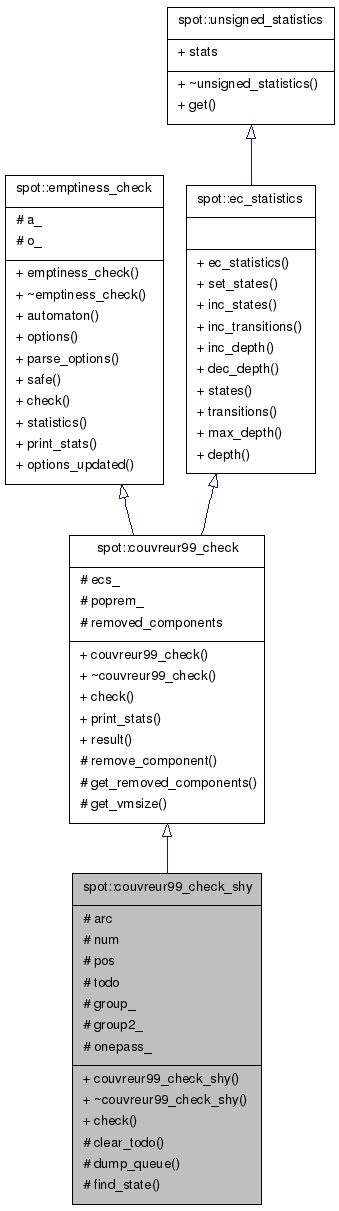 spot::unsigned_statistics
+ stats
+ ~unsigned_statistics()
+ get()
spot::emptiness_check
# a_
# o_
+ emptiness_check()
+ ~emptiness_check()
+ automaton()
+ options()
+ parse_options()
+ safe()
+ check()
+ statistics()
+ print_stats()
+ options_updated()
spot::ec_statistics
+ ec_statistics()
+ set_states()
+ inc_states()
+ inc_transitions()
+ inc_depth()
+ dec_depth()
+ states()
+ transitions()
+ max_depth()
+ depth()
spot::couvreur99_check
# ecs_
# poprem_
# removed_components
+ couvreur99_check()
+ ~couvreur99_check()
+ check()
+ print_stats()
+ result()
# remove_component()
# get_removed_components()
# get_vmsize()
spot::couvreur99_check_shy
# arc
# num
# pos
# todo
# group_
# group2_
# onepass_
+ couvreur99_check_shy()
+ ~couvreur99_check_shy()
+ check()
# clear_todo()
# dump_queue()
# find_state()